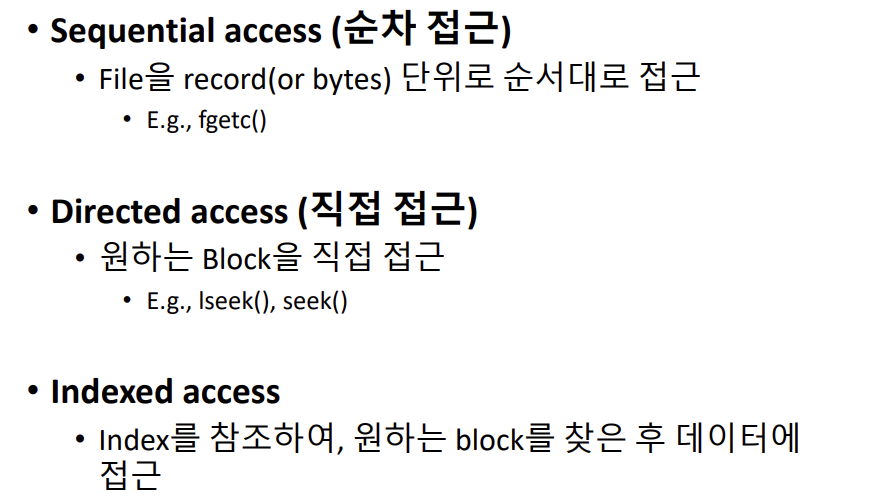 • Sequential access (순차 접근)
• File을 record(or bytes) 단위로 순서대로 접근
• E.g., fgetc()
• Directed access (직접 접근)
• 원하는 Block을 직접 접근
• E.g., lseek(), seek()
• Indexed access
• Index를 참조하여, 원하는 block를 찾은 후 데이터에
접근